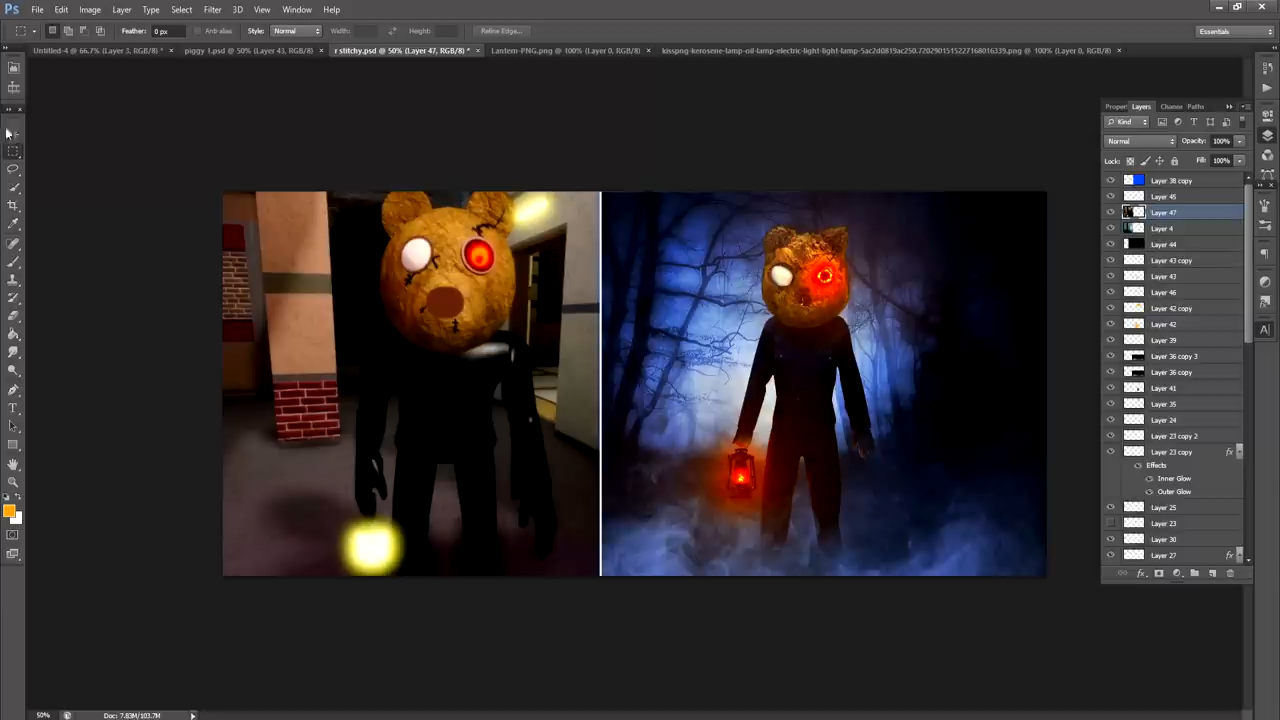 Ps File Edit Image Layer Type Select Filter 3D View Window Help
Feather: 0 px Anti-alias Style: Normal Width: Height: Refine Edge... Essentials
Untitled-4 @ 66.7% (Layer 3, RGB/8) * × piggy 1.psd @ 50% (Layer 43, RGB/8) × r stitchy.psd @ 50% (Layer 47, RGB/8) * × Lantern-PNG.png @ 100% (Layer 0, RGB/8) × kisspng-kerosene-lamp-oil-lamp-electric-light-light-lamp-5ac2d0819ac250.7202901515227168016339.png @ 100% (Layer 0, RGB/8) ×
Proper Layers Channe Paths
Kind
Normal Opacity: 100%
Lock: Fill: 100%
Layer 38 copy
Layer 45
Layer 47
Layer 4
Layer 44
Layer 43 copy
Layer 43
Layer 46
Layer 42 copy
Layer 42
Layer 39
Layer 36 copy 3
Layer 36 copy
Layer 41
Layer 35
Layer 24
Layer 23 copy 2
Layer 23 copy fx
Effects
Inner Glow
Outer Glow
Layer 25
Layer 23
Layer 30
Layer 27 fx
50% Doc: 7.83M/103.7M